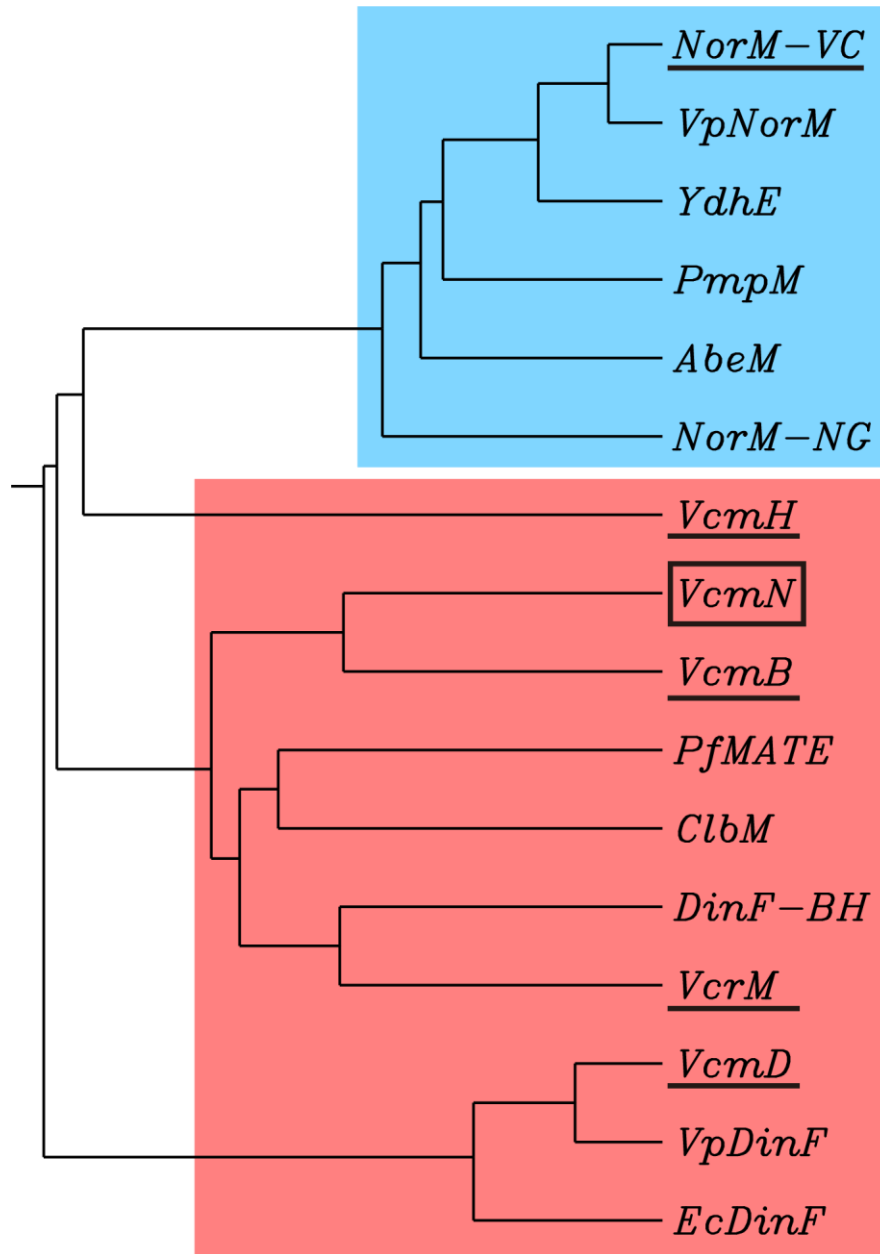 NorM-VC
VpNorM
YdhE
PmpM
AbeM
NorM-NG
VcmH
VcmN
VcmB
PfMATE
ClbM
DinF-BH
VcrM
VcmD
VpDinF
EcDinF